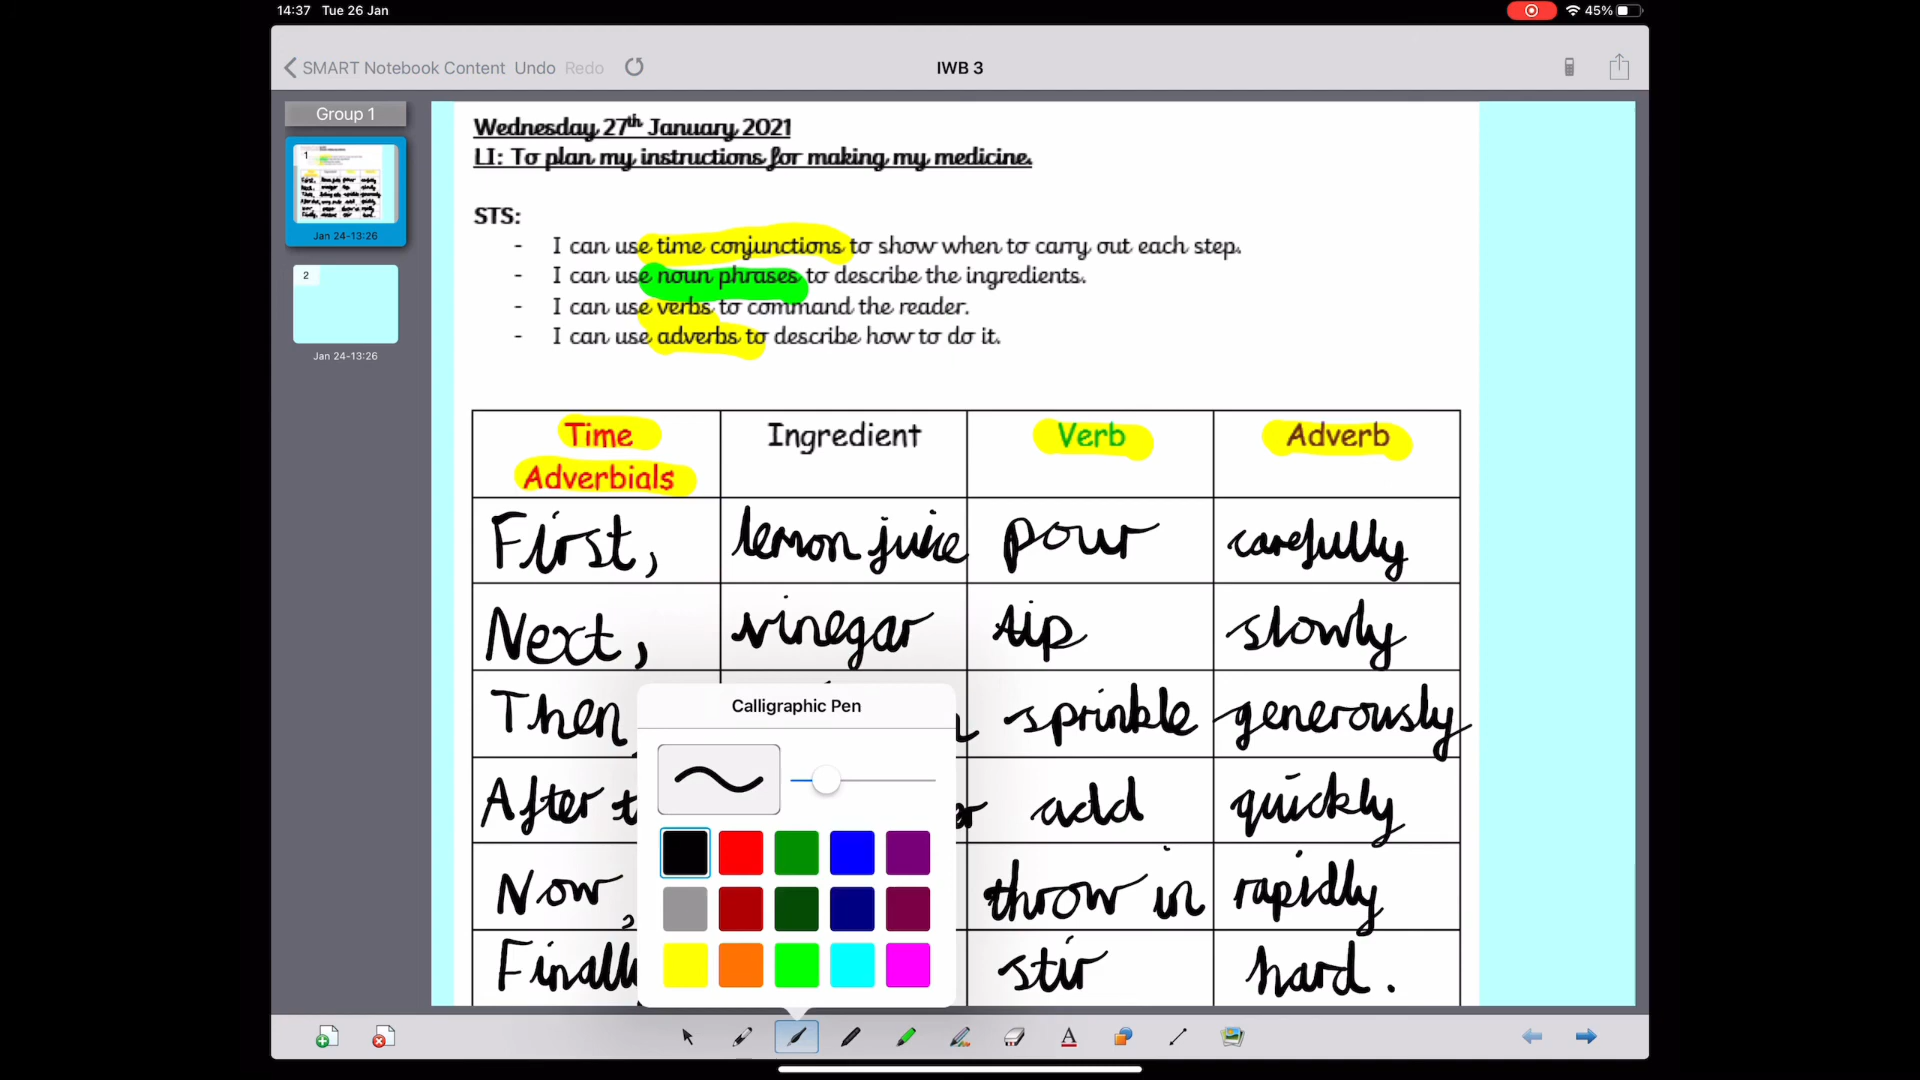 14:37 Tue 26 Jan 45%
SMART Notebook Content Undo Redo IWB 3
Group 1
1
Jan 24-13:26
2
Jan 24-13:26
Wednesday 27th January 2021
LI: To plan my instructions for making my medicine.
STS:
- I can use time conjunctions to show when to carry out each step.
- I can use noun phrases to describe the ingredients.
- I can use verbs to command the reader.
- I can use adverbs to describe how to do it.
Time Adverbials Ingredient Verb Adverb
First, lemon juice pour carefully
Next, vinegar tip slowly
Then sprinkle generously
After add quickly
Now, throw in rapidly
stir hard.
Calligraphic Pen
A